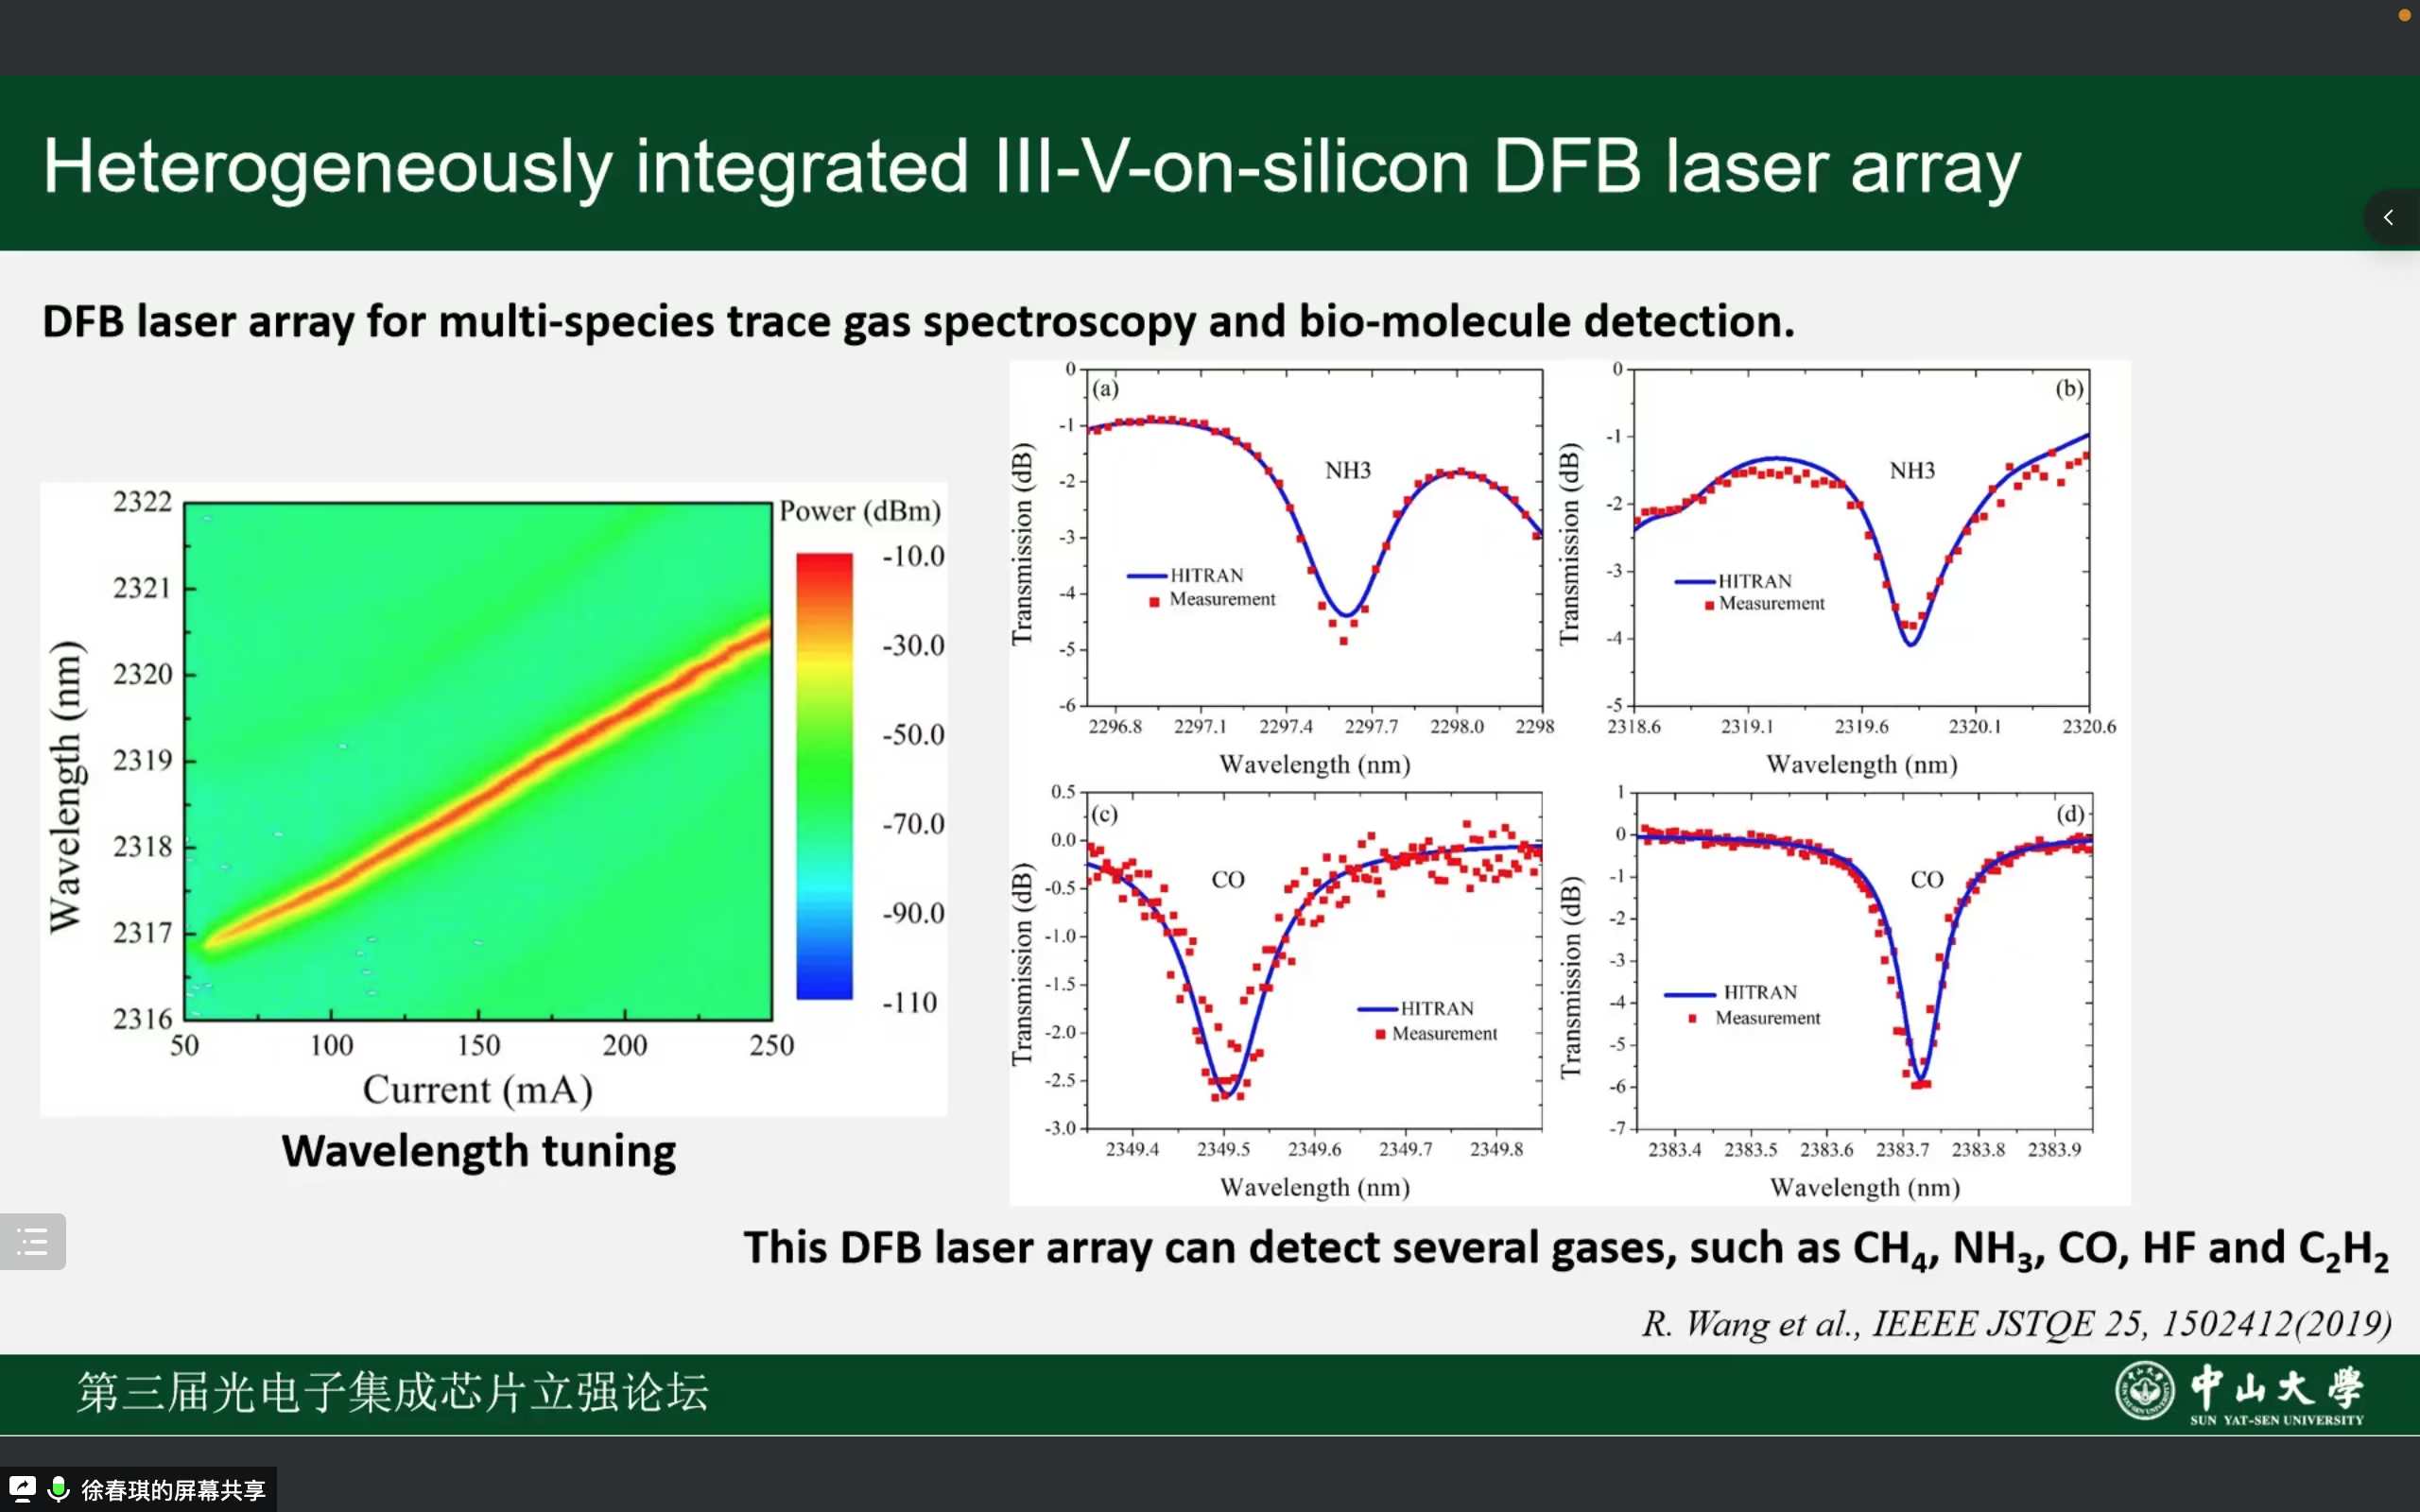 Heterogeneously integrated III-V-on-silicon DFB laser array
DFB laser array for multi-species trace gas spectroscopy and bio-molecule detection.
2322
2321
2320
2319
2318
2317
2316
Wavelength (nm)
50 100 150 200 250
Current (mA)
Power (dBm)
-10.0
-30.0
-50.0
-70.0
-90.0
-110
Wavelength tuning
(a)
0
-1
-2
-3
-4
-5
-6
Transmission (dB)
NH3
HITRAN
Measurement
2296.8 2297.1 2297.4 2297.7 2298.0 2298
Wavelength (nm)
(b)
0
-1
-2
-3
-4
-5
Transmission (dB)
NH3
HITRAN
Measurement
2318.6 2319.1 2319.6 2320.1 2320.6
Wavelength (nm)
(c)
0.5
0.0
-0.5
-1.0
-1.5
-2.0
-2.5
-3.0
Transmission (dB)
CO
HITRAN
Measurement
2349.4 2349.5 2349.6 2349.7 2349.8
Wavelength (nm)
(d)
1
0
-1
-2
-3
-4
-5
-6
-7
Transmission (dB)
CO
HITRAN
Measurement
2383.4 2383.5 2383.6 2383.7 2383.8 2383.9
Wavelength (nm)
This DFB laser array can detect several gases, such as CH₄, NH₃, CO, HF and C₂H₂
R. Wang et al., IEEEE JSTQE 25, 1502412(2019)
第三届光电子集成芯片立强论坛
中山大學
SUN YAT-SEN UNIVERSITY
徐春琪的屏幕共享